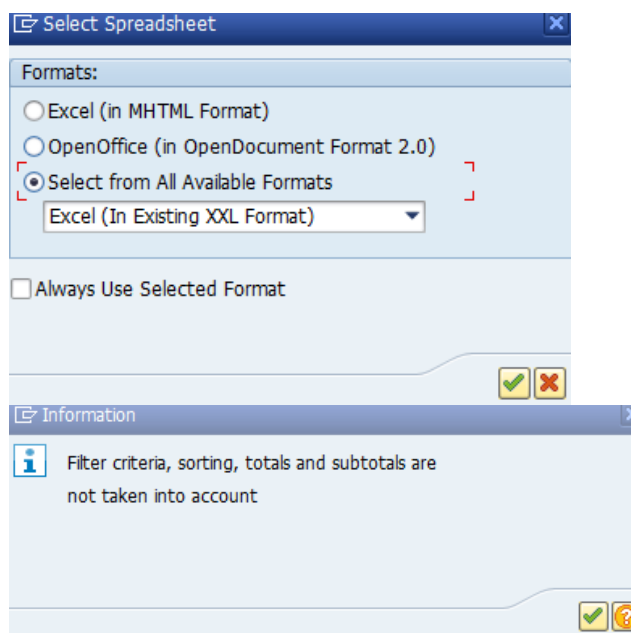 Select Spreadsheet
Formats:
Excel (in MHTML Format)
OpenOffice (in OpenDocument Format 2.0)
Select from All Available Formats
Excel (In Existing XXL Format)
Always Use Selected Format
Information
Filter criteria, sorting, totals and subtotals are
not taken into account